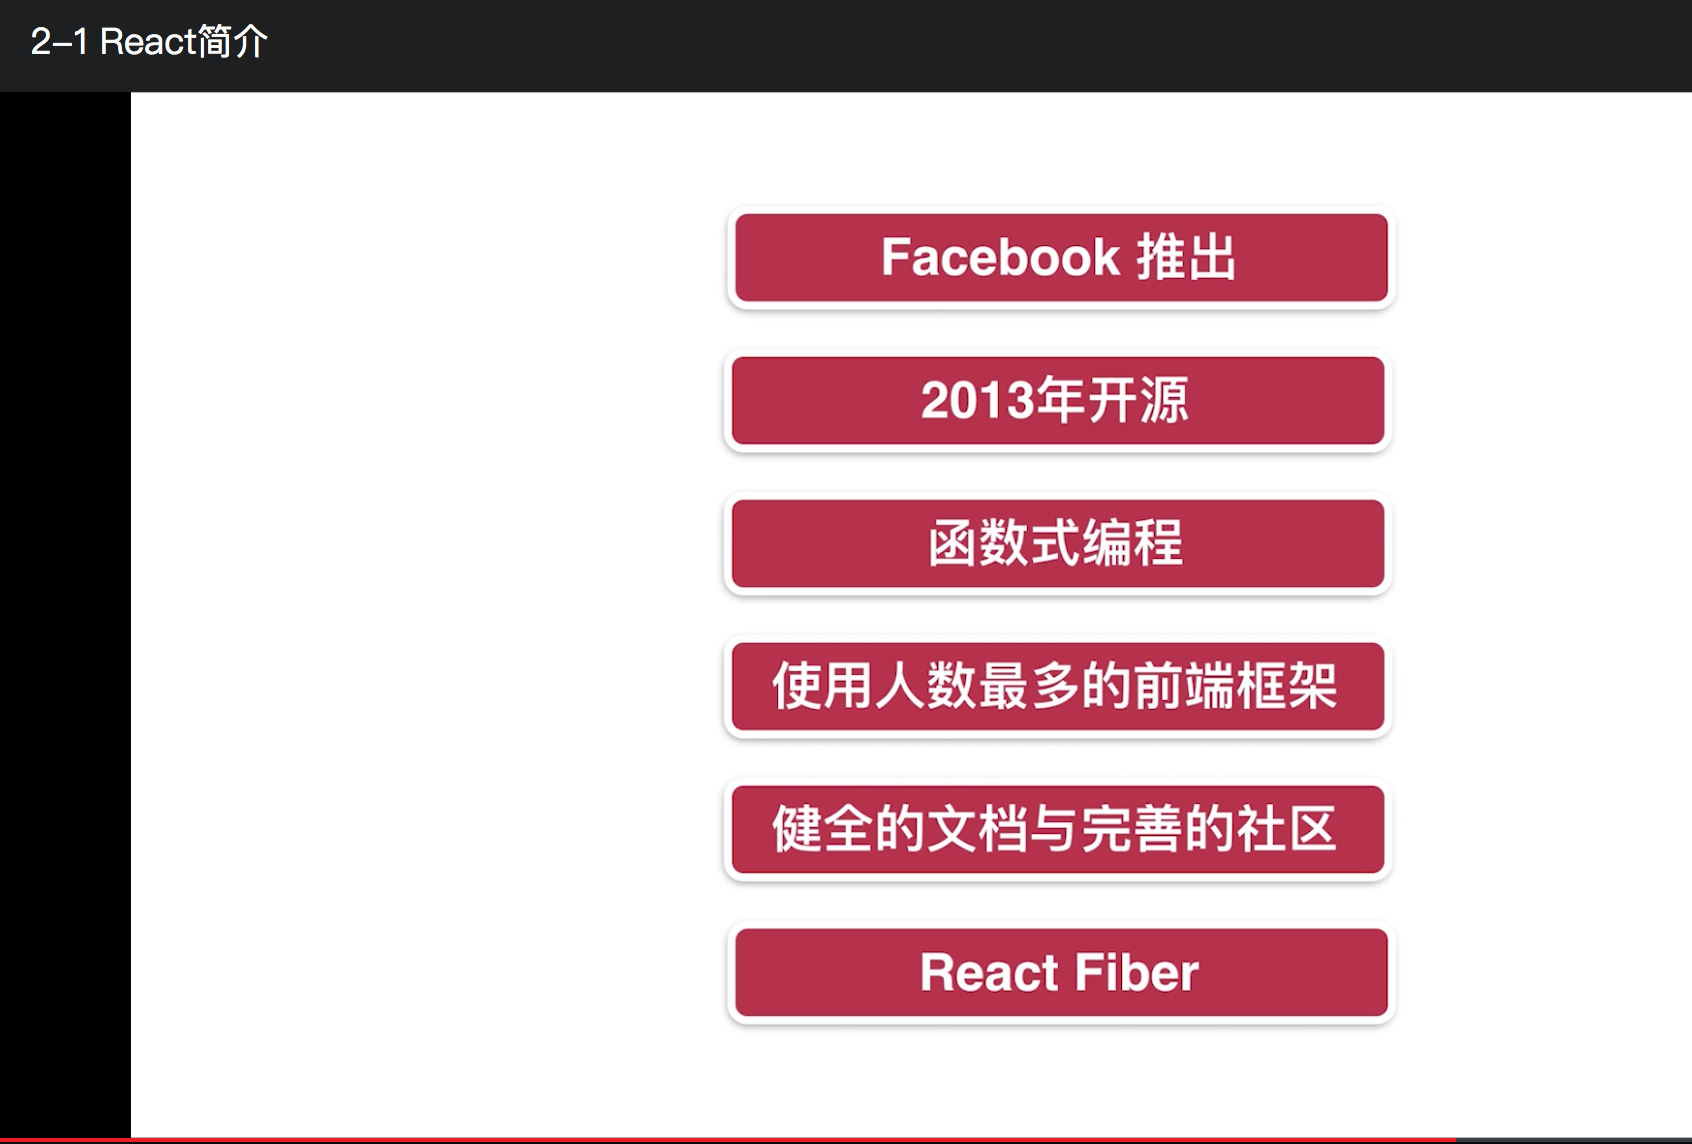 2-1 React简介
Facebook 推出
2013年开源
函数式编程
使用人数最多的前端框架
健全的文档与完善的社区
React Fiber